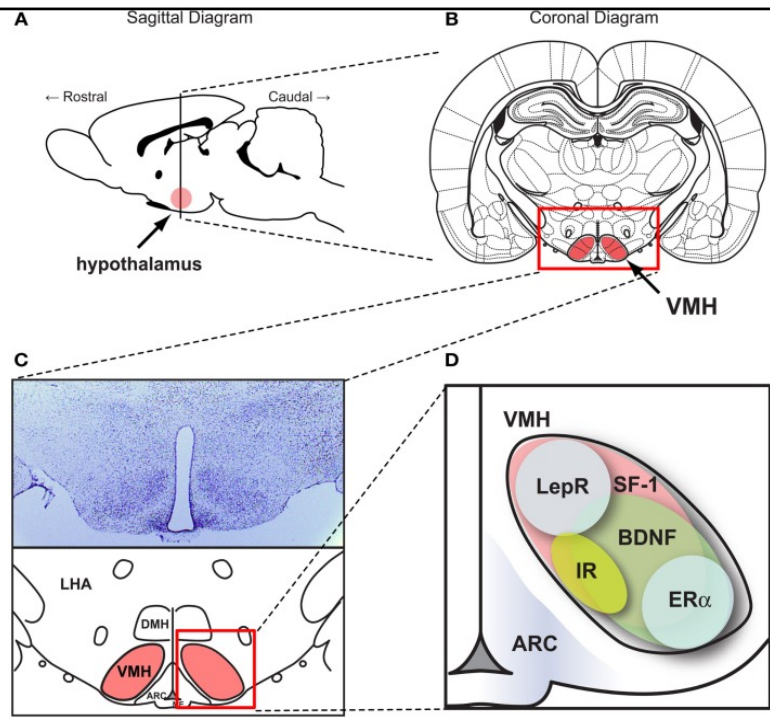 A
Sagittal Diagram
← Rostral
Caudal →
hypothalamus
B
Coronal Diagram
VMH
C
LHA
DMH
VMH
ARC
D
VMH
LepR
SF-1
BDNF
IR
ERα
ARC